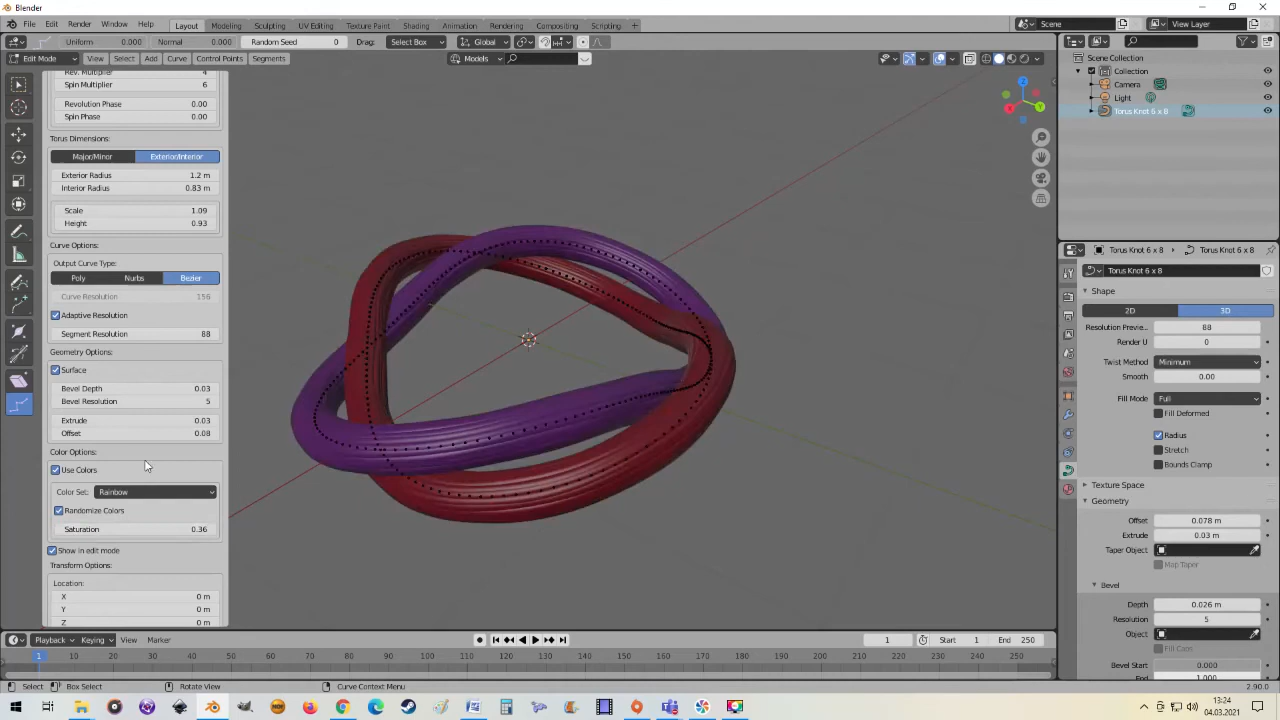 Blender
File Edit Render Window Help Layout Modeling Sculpting UV Editing Texture Paint Shading Animation Rendering Compositing Scripting + Scene View Layer
Uniform 0.000 Normal 0.000 Random Seed 0 Drag: Select Box Global
Edit Mode View Select Add Curve Control Points Segments Models
Rev. Multiplier 4
Spin Multiplier 6
Revolution Phase 0.00
Spin Phase 0.00
Torus Dimensions:
Major/Minor Exterior/Interior
Exterior Radius 1.2 m
Interior Radius 0.83 m
Scale 1.09
Height 0.93
Curve Options:
Output Curve Type:
Poly Nurbs Bezier
Curve Resolution 156
Adaptive Resolution
Segment Resolution 88
Geometry Options:
Surface
Bevel Depth 0.03
Bevel Resolution 5
Extrude 0.03
Offset 0.08
Color Options:
Use Colors
Color Set: Rainbow
Randomize Colors
Saturation 0.36
Show in edit mode
Transform Options:
Location:
X 0 m
Y 0 m
Z 0 m
Z
X Y
Scene Collection
Collection
Camera
Light
Torus Knot 6 x 8
Torus Knot 6 x 8 Torus Knot 6 x 8
Torus Knot 6 x 8
Shape
2D 3D
Resolution Previe... 88
Render U 0
Twist Method Minimum
Smooth 0.00
Fill Mode Full
Fill Deformed
Radius
Stretch
Bounds Clamp
Texture Space
Geometry
Offset 0.078 m
Extrude 0.03 m
Taper Object
Map Taper
Bevel
Depth 0.026 m
Resolution 5
Object
Fill Caps
Bevel Start 0.000
End 1.000
Playback Keying View Marker 1 Start 1 End 250
1 10 20 30 40 50 60 70 80 90 100 110 120 130 140 150 160 170 180 190 200 210 220 230 240 250
Select Box Select Rotate View Curve Context Menu 2.90.0
13:24
04.03.2021